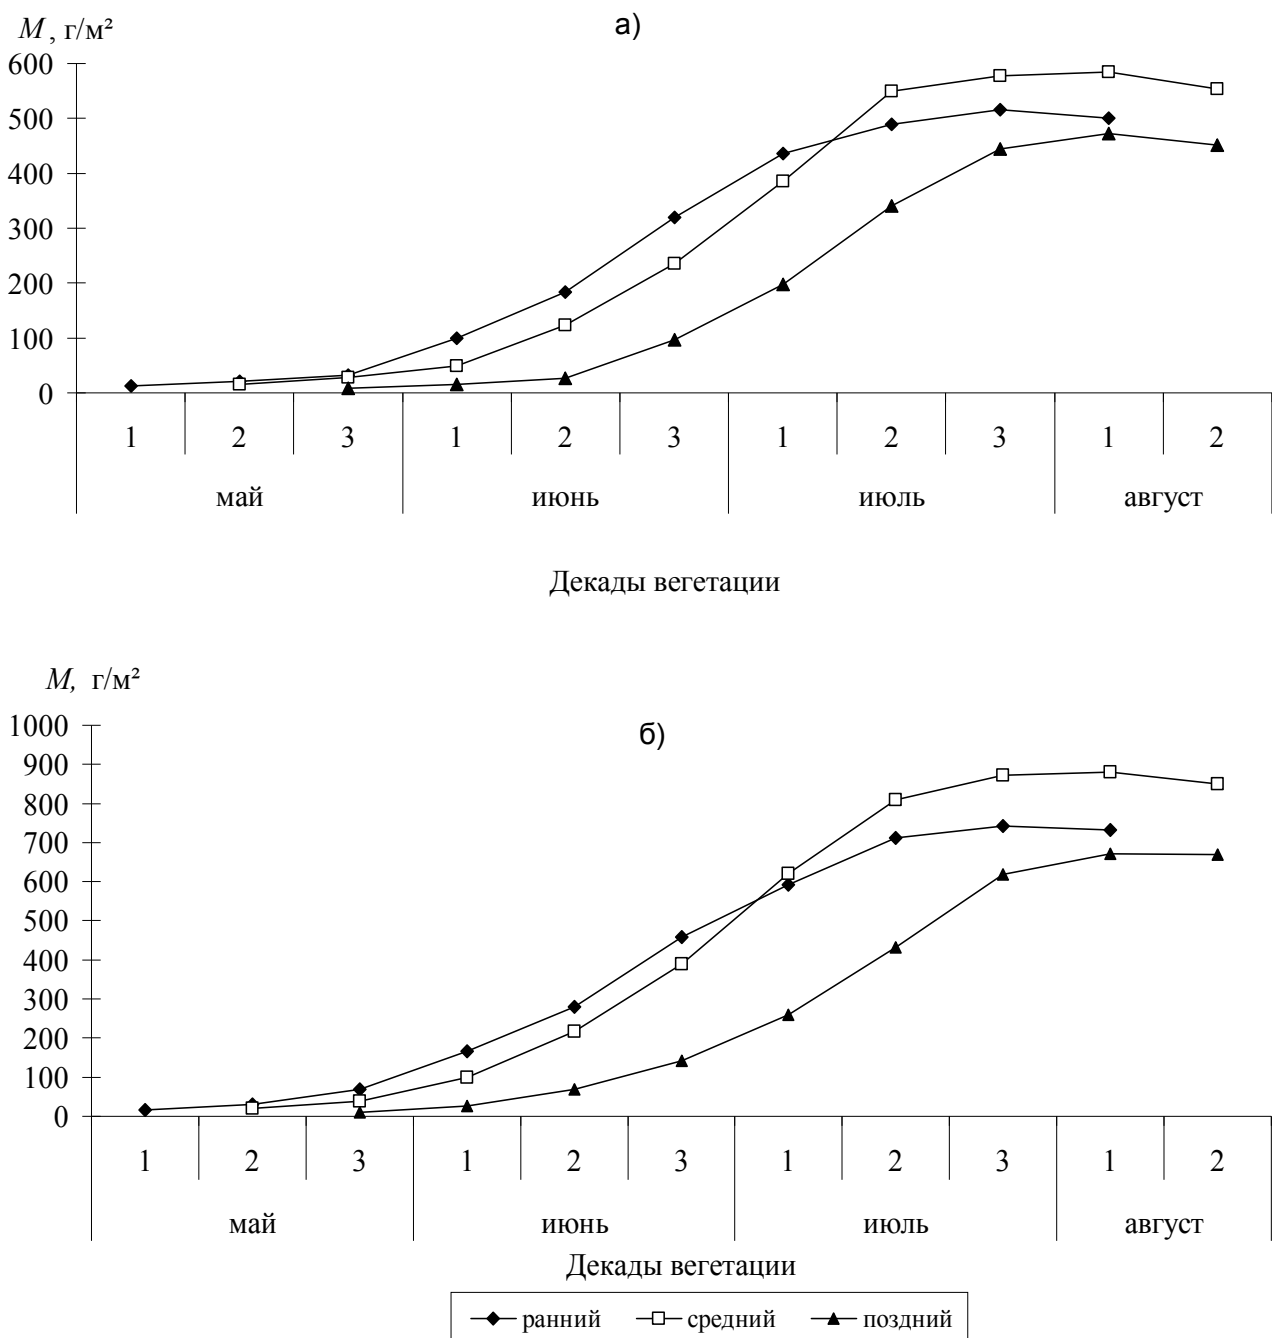 M , г/м²
а)
600
500
400
300
200
100
0
1 2 3 1 2 3 1 2 3 1 2
май июнь июль август
Декады вегетации
M, г/м²
б)
1000
900
800
700
600
500
400
300
200
100
0
1 2 3 1 2 3 1 2 3 1 2
май июнь июль август
Декады вегетации
ранний средний поздний